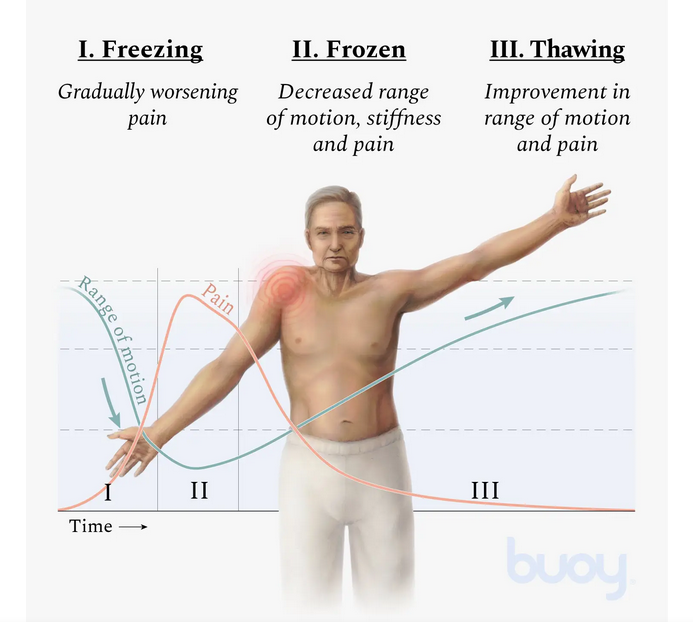 I. Freezing
Gradually worsening
pain
II. Frozen
Decreased range
of motion, stiffness
and pain
III. Thawing
Improvement in
range of motion
and pain
Range of motion
Pain
I
II
III
Time
buoy